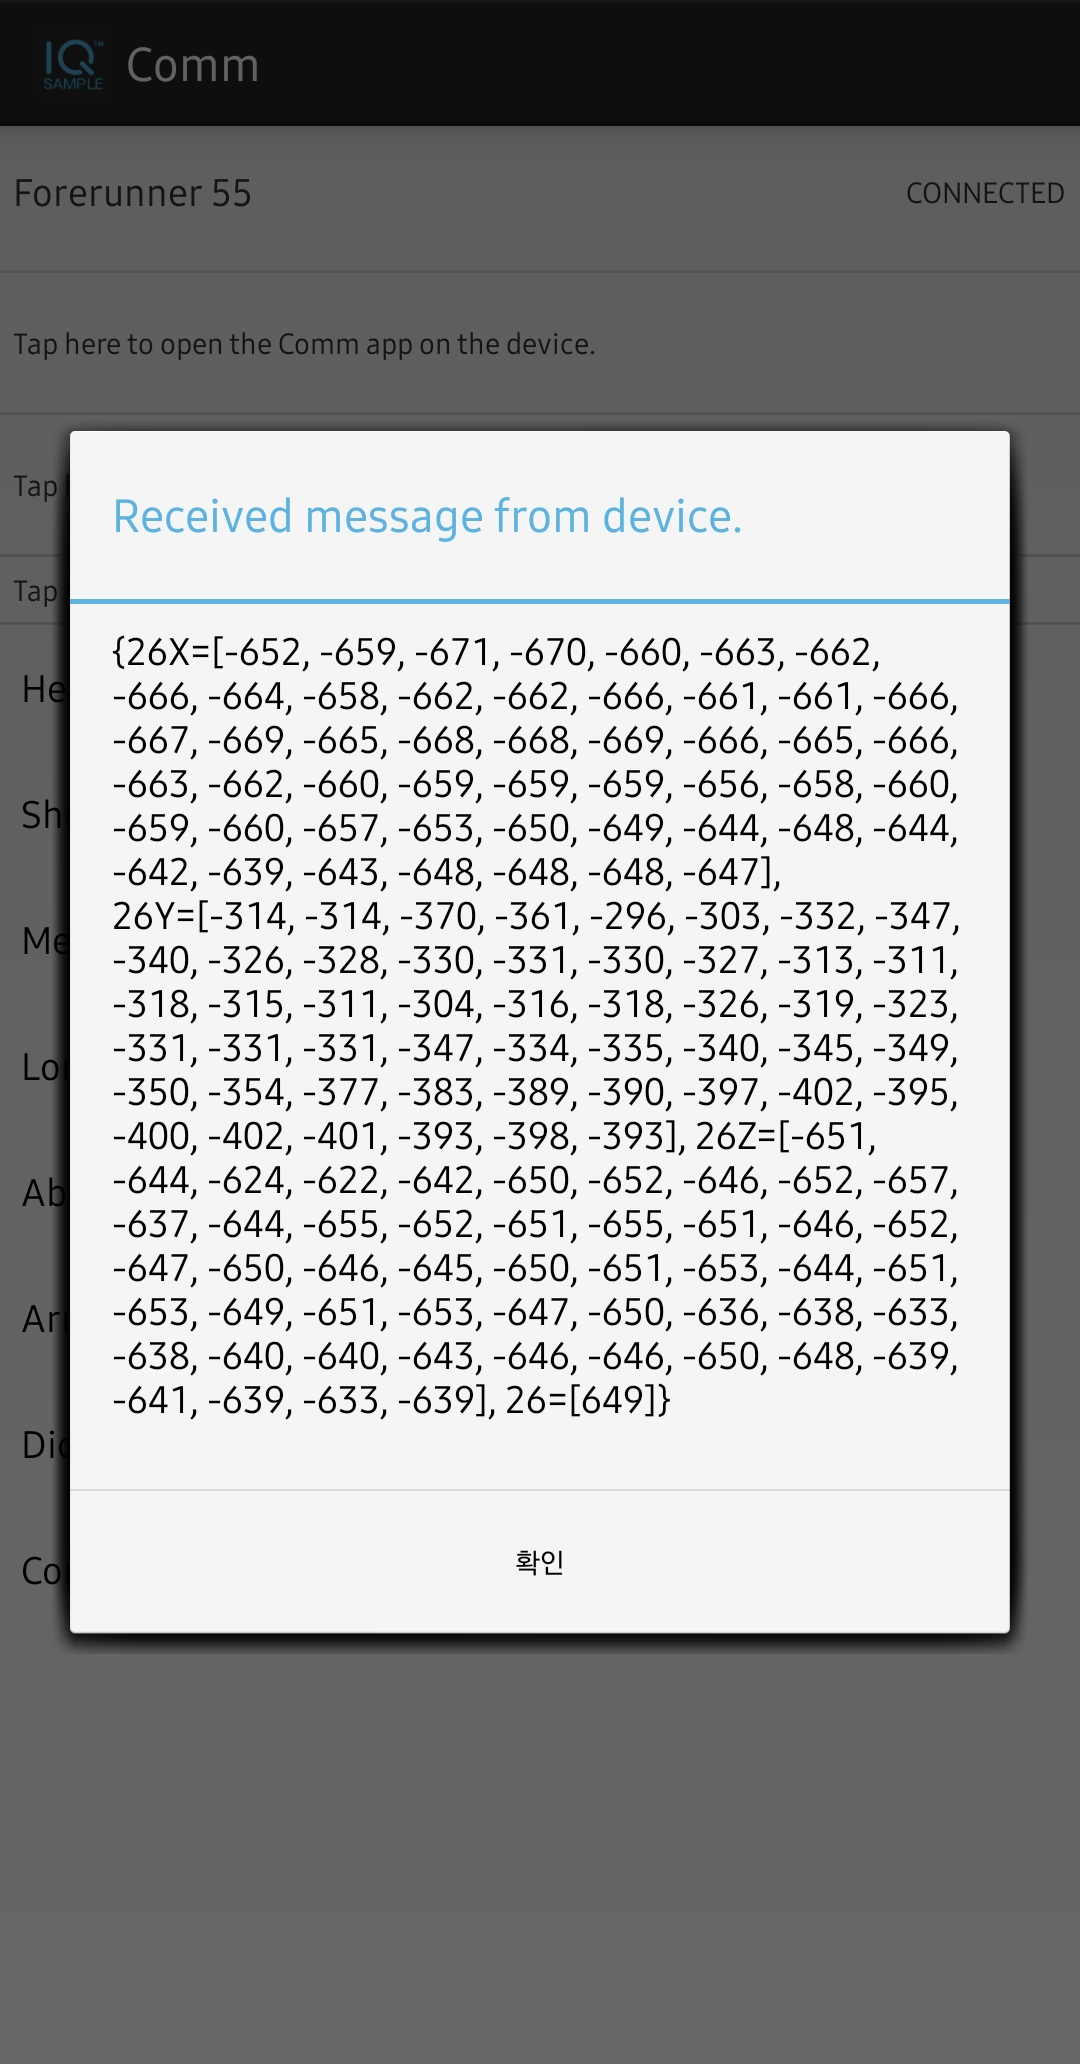 IQ™
SAMPLE
Comm
Forerunner 55
CONNECTED
Tap here to open the Comm app on the device.
Tap
Tap
Received message from device.
{26X=[-652, -659, -671, -670, -660, -663, -662,
-666, -664, -658, -662, -662, -666, -661, -661, -666,
-667, -669, -665, -668, -668, -669, -666, -665, -666,
-663, -662, -660, -659, -659, -659, -656, -658, -660,
-659, -660, -657, -653, -650, -649, -644, -648, -644,
-642, -639, -643, -648, -648, -648, -647],
26Y=[-314, -314, -370, -361, -296, -303, -332, -347,
-340, -326, -328, -330, -331, -330, -327, -313, -311,
-318, -315, -311, -304, -316, -318, -326, -319, -323,
-331, -331, -331, -347, -334, -335, -340, -345, -349,
-350, -354, -377, -383, -389, -390, -397, -402, -395,
-400, -402, -401, -393, -398, -393], 26Z=[-651,
-644, -624, -622, -642, -650, -652, -646, -652, -657,
-637, -644, -655, -652, -651, -655, -651, -646, -652,
-647, -650, -646, -645, -650, -651, -653, -644, -651,
-653, -649, -651, -653, -647, -650, -636, -638, -633,
-638, -640, -640, -643, -646, -646, -650, -648, -639,
-641, -639, -633, -639], 26=[649]}
확인